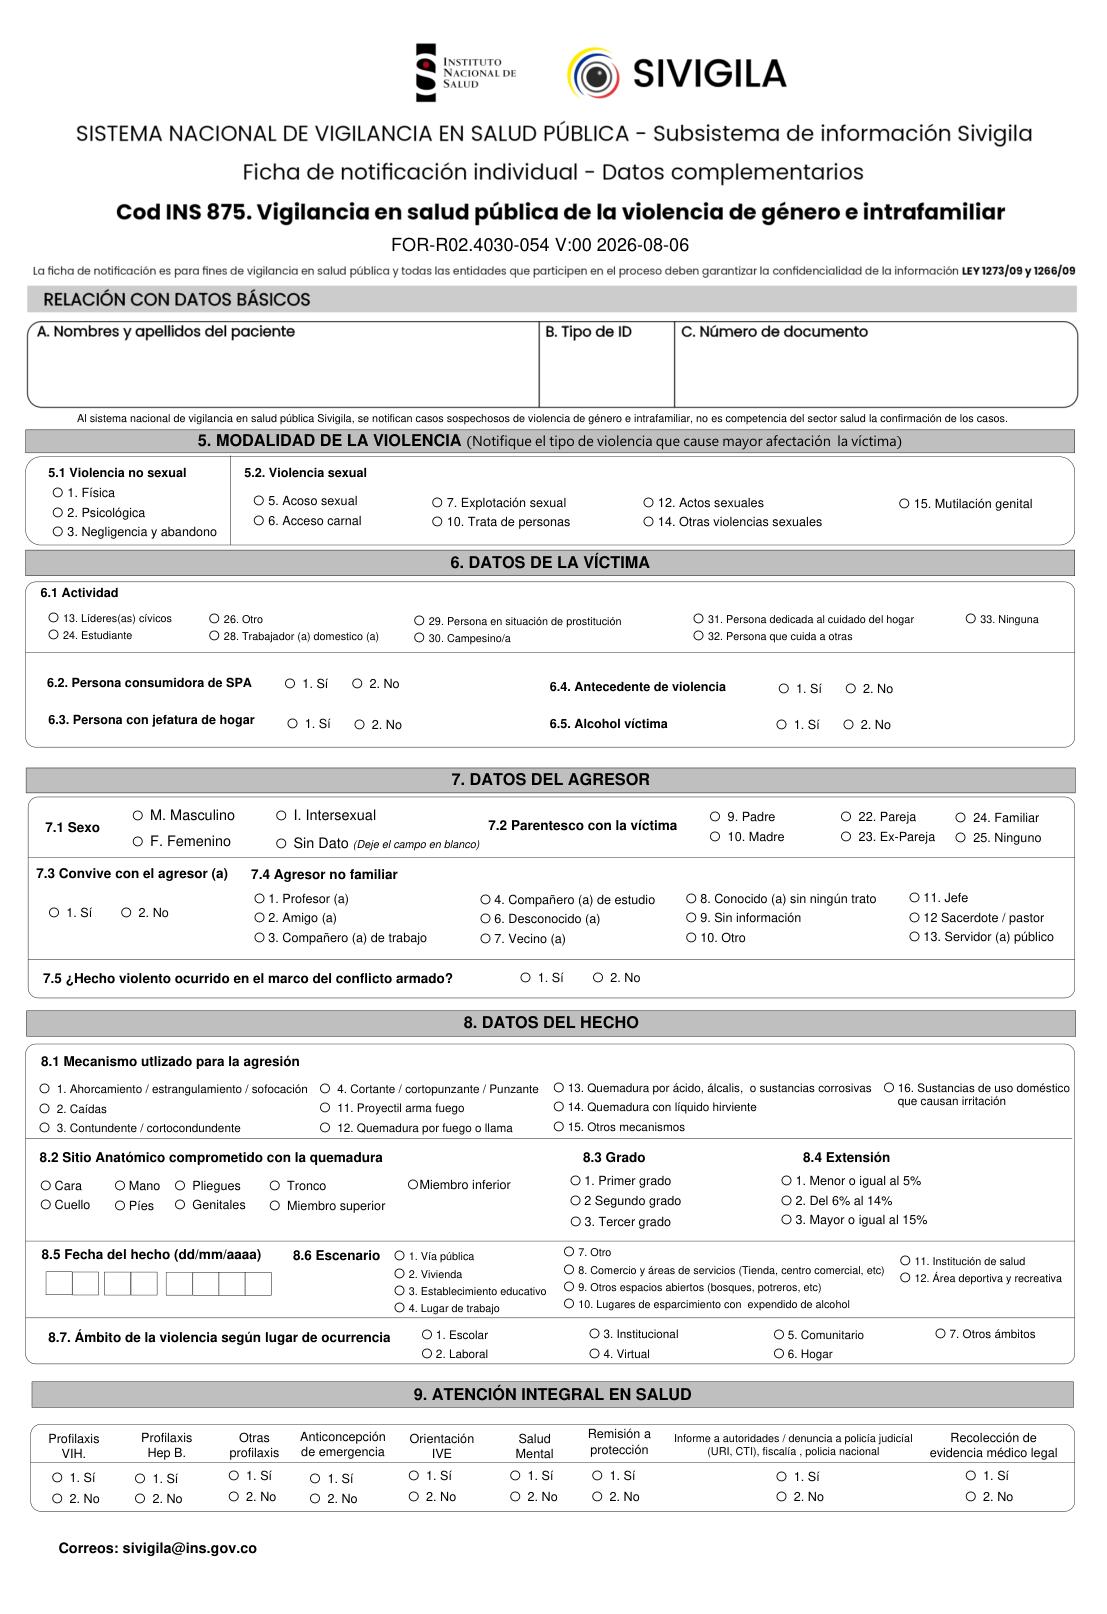 INSTITUTO
NACIONAL DE
SALUD
SIVIGILA
SISTEMA NACIONAL DE VIGILANCIA EN SALUD PÚBLICA - Subsistema de información Sivigila
Ficha de notificación individual - Datos complementarios
Cod INS 875. Vigilancia en salud pública de la violencia de género e intrafamiliar
FOR-R02.4030-054 V:00 2026-08-06
La ficha de notificación es para fines de vigilancia en salud pública y todas las entidades que participen en el proceso deben garantizar la confidencialidad de la información LEY 1273/09 y 1266/09
RELACIÓN CON DATOS BÁSICOS
A. Nombres y apellidos del paciente B. Tipo de ID C. Número de documento
Al sistema nacional de vigilancia en salud pública Sivigila, se notifican casos sospechosos de violencia de género e intrafamiliar, no es competencia del sector salud la confirmación de los casos.
5. MODALIDAD DE LA VIOLENCIA (Notifique el tipo de violencia que cause mayor afectación la víctima)
5.1 Violencia no sexual
1. Física
2. Psicológica
3. Negligencia y abandono
5.2. Violencia sexual
5. Acoso sexual 7. Explotación sexual 12. Actos sexuales 15. Mutilación genital
6. Acceso carnal 10. Trata de personas 14. Otras violencias sexuales
6. DATOS DE LA VÍCTIMA
6.1 Actividad
13. Líderes(as) cívicos 26. Otro 29. Persona en situación de prostitución 31. Persona dedicada al cuidado del hogar 33. Ninguna
24. Estudiante 28. Trabajador (a) domestico (a) 30. Campesino/a 32. Persona que cuida a otras
6.2. Persona consumidora de SPA 1. Sí 2. No 6.4. Antecedente de violencia 1. Sí 2. No
6.3. Persona con jefatura de hogar 1. Sí 2. No 6.5. Alcohol víctima 1. Sí 2. No
7. DATOS DEL AGRESOR
7.1 Sexo
M. Masculino I. Intersexual
F. Femenino Sin Dato (Deje el campo en blanco)
7.2 Parentesco con la víctima
9. Padre 22. Pareja 24. Familiar
10. Madre 23. Ex-Pareja 25. Ninguno
7.3 Convive con el agresor (a)
1. Sí 2. No
7.4 Agresor no familiar
1. Profesor (a) 4. Compañero (a) de estudio 8. Conocido (a) sin ningún trato 11. Jefe
2. Amigo (a) 6. Desconocido (a) 9. Sin información 12 Sacerdote / pastor
3. Compañero (a) de trabajo 7. Vecino (a) 10. Otro 13. Servidor (a) público
7.5 ¿Hecho violento ocurrido en el marco del conflicto armado? 1. Sí 2. No
8. DATOS DEL HECHO
8.1 Mecanismo utlizado para la agresión
1. Ahorcamiento / estrangulamiento / sofocación 4. Cortante / cortopunzante / Punzante 13. Quemadura por ácido, álcalis, o sustancias corrosivas 16. Sustancias de uso doméstico
que causan irritación
2. Caídas 11. Proyectil arma fuego 14. Quemadura con líquido hirviente
3. Contundente / cortocondundente 12. Quemadura por fuego o llama 15. Otros mecanismos
8.2 Sitio Anatómico comprometido con la quemadura
Cara Mano Pliegues Tronco Miembro inferior
Cuello Píes Genitales Miembro superior
8.3 Grado
1. Primer grado
2 Segundo grado
3. Tercer grado
8.4 Extensión
1. Menor o igual al 5%
2. Del 6% al 14%
3. Mayor o igual al 15%
8.5 Fecha del hecho (dd/mm/aaaa)
8.6 Escenario
1. Vía pública
2. Vivienda
3. Establecimiento educativo
4. Lugar de trabajo
7. Otro
8. Comercio y áreas de servicios (Tienda, centro comercial, etc)
9. Otros espacios abiertos (bosques, potreros, etc)
10. Lugares de esparcimiento con expendido de alcohol
11. Institución de salud
12. Área deportiva y recreativa
8.7. Ámbito de la violencia según lugar de ocurrencia
1. Escolar 3. Institucional 5. Comunitario 7. Otros ámbitos
2. Laboral 4. Virtual 6. Hogar
9. ATENCIÓN INTEGRAL EN SALUD
Profilaxis
VIH.
1. Sí
2. No
Profilaxis
Hep B.
1. Sí
2. No
Otras
profilaxis
1. Sí
2. No
Anticoncepción
de emergencia
1. Sí
2. No
Orientación
IVE
1. Sí
2. No
Salud
Mental
1. Sí
2. No
Remisión a
protección
1. Sí
2. No
Informe a autoridades / denuncia a policía judicial
(URI, CTI), fiscalía , policia nacional
1. Sí
2. No
Recolección de
evidencia médico legal
1. Sí
2. No
Correos: sivigila@ins.gov.co